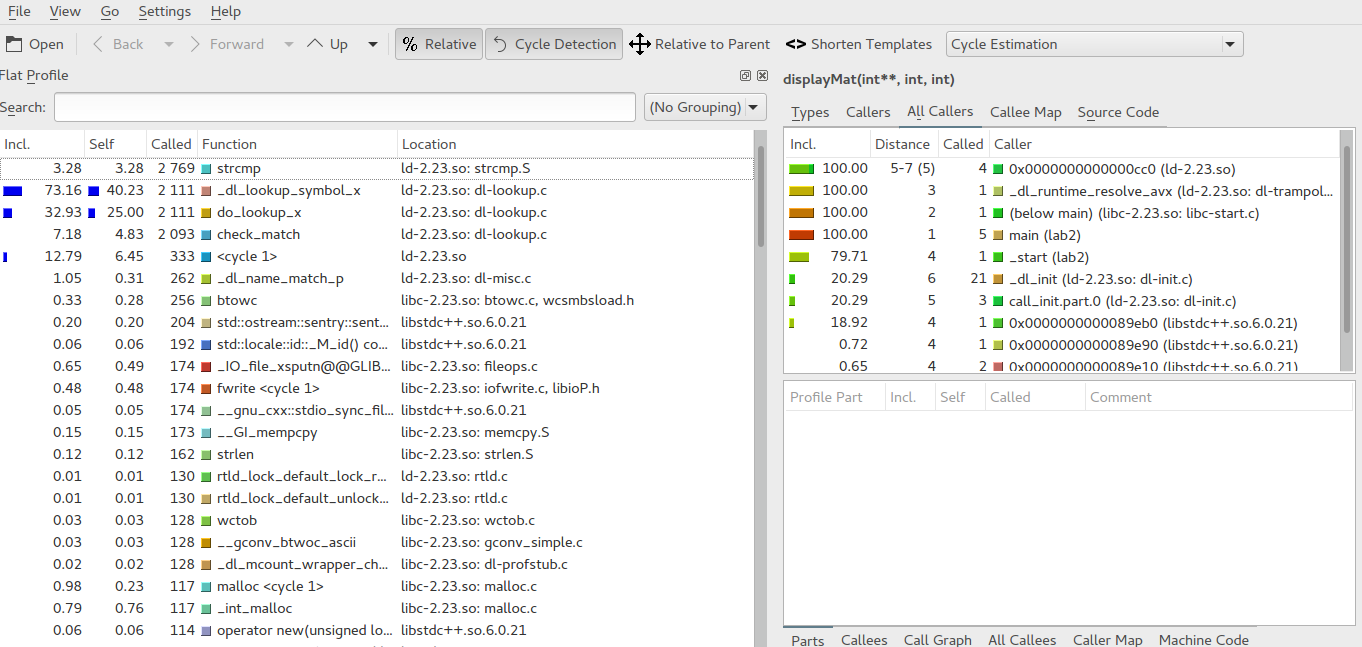 File View Go Settings Help
Open Back Forward Up % Relative Cycle Detection Relative to Parent <> Shorten Templates Cycle Estimation
Flat Profile
Search: (No Grouping)
Incl. Self Called Function Location
3.28 3.28 2 769 strcmp ld-2.23.so: strcmp.S
73.16 40.23 2 111 _dl_lookup_symbol_x ld-2.23.so: dl-lookup.c
32.93 25.00 2 111 do_lookup_x ld-2.23.so: dl-lookup.c
7.18 4.83 2 093 check_match ld-2.23.so: dl-lookup.c
12.79 6.45 333 <cycle 1> ld-2.23.so
1.05 0.31 262 _dl_name_match_p ld-2.23.so: dl-misc.c
0.33 0.28 256 btowc libc-2.23.so: btowc.c, wcsmbsload.h
0.20 0.20 204 std::ostream::sentry::sent... libstdc++.so.6.0.21
0.06 0.06 192 std::locale::id::_M_id() co... libstdc++.so.6.0.21
0.65 0.49 174 _IO_file_xsputn@@GLIB... libc-2.23.so: fileops.c
0.48 0.48 174 fwrite <cycle 1> libc-2.23.so: iofwrite.c, libioP.h
0.05 0.05 174 __gnu_cxx::stdio_sync_fil... libstdc++.so.6.0.21
0.15 0.15 173 __GI_mempcpy libc-2.23.so: memcpy.S
0.12 0.12 162 strlen libc-2.23.so: strlen.S
0.01 0.01 130 rtld_lock_default_lock_r... ld-2.23.so: rtld.c
0.01 0.01 130 rtld_lock_default_unlock... ld-2.23.so: rtld.c
0.03 0.03 128 wctob libc-2.23.so: wctob.c
0.03 0.03 128 __gconv_btwoc_ascii libc-2.23.so: gconv_simple.c
0.02 0.02 128 _dl_mcount_wrapper_ch... libc-2.23.so: dl-profstub.c
0.98 0.23 117 malloc <cycle 1> libc-2.23.so: malloc.c
0.79 0.76 117 _int_malloc libc-2.23.so: malloc.c
0.06 0.06 114 operator new(unsigned lo... libstdc++.so.6.0.21
displayMat(int**, int, int)
Types Callers All Callers Callee Map Source Code
Incl. Distance Called Caller
100.00 5-7 (5) 4 0x0000000000000cc0 (ld-2.23.so)
100.00 3 1 _dl_runtime_resolve_avx (ld-2.23.so: dl-trampol...
100.00 2 1 (below main) (libc-2.23.so: libc-start.c)
100.00 1 5 main (lab2)
79.71 4 1 _start (lab2)
20.29 6 21 _dl_init (ld-2.23.so: dl-init.c)
20.29 5 3 call_init.part.0 (ld-2.23.so: dl-init.c)
18.92 4 1 0x0000000000089eb0 (libstdc++.so.6.0.21)
0.72 4 1 0x0000000000089e90 (libstdc++.so.6.0.21)
0.65 4 2 0x0000000000089e10 (libstdc++.so.6.0.21)
Profile Part Incl. Self Called Comment
Parts Callees Call Graph All Callees Caller Map Machine Code